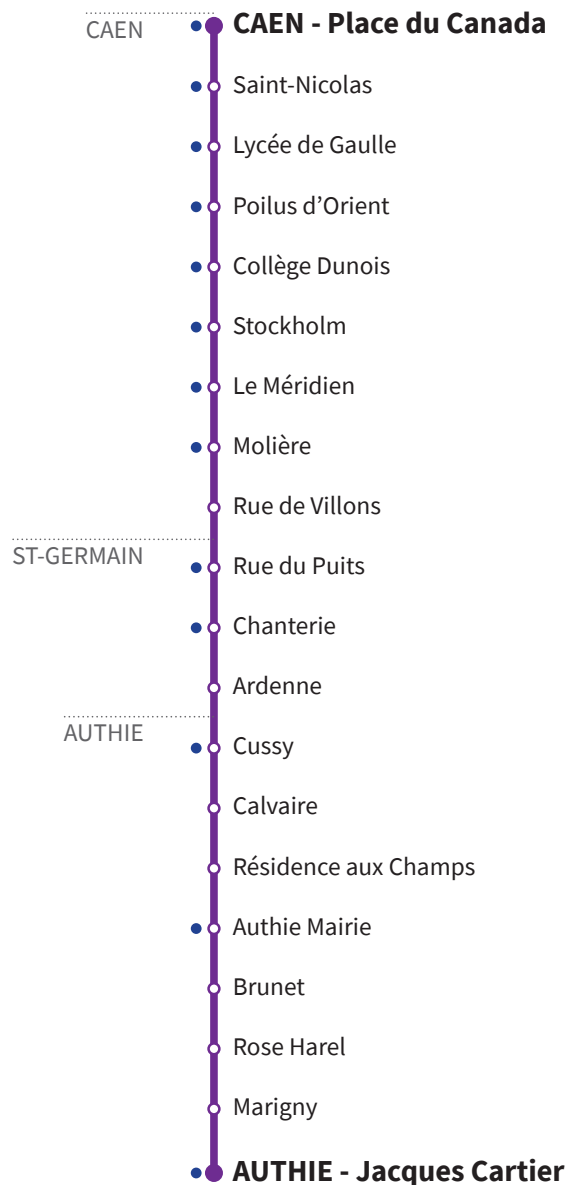 CAEN
CAEN - Place du Canada
Saint-Nicolas
Lycée de Gaulle
Poilus d’Orient
Collège Dunois
Stockholm
Le Méridien
Molière
Rue de Villons
ST-GERMAIN
Rue du Puits
Chanterie
Ardenne
AUTHIE
Cussy
Calvaire
Résidence aux Champs
Authie Mairie
Brunet
Rose Harel
Marigny
AUTHIE - Jacques Cartier